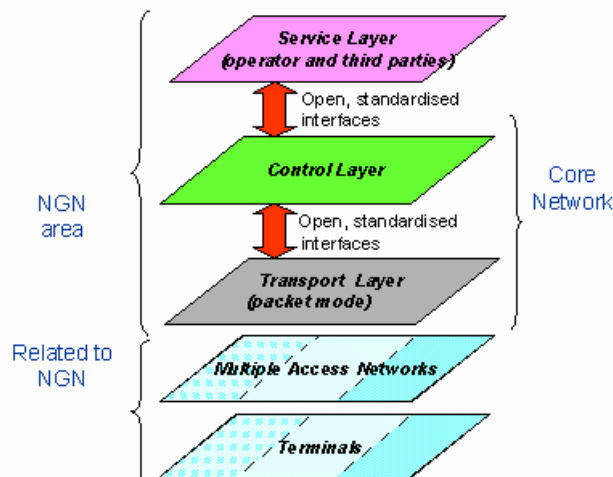 Service Layer
(operator and third parties)
Open, standardised
interfaces
Control Layer
Core
Network
NGN
area
Open, standardised
interfaces
Transport Layer
(packet mode)
Related to
NGN
Multiple Access Networks
Terminals